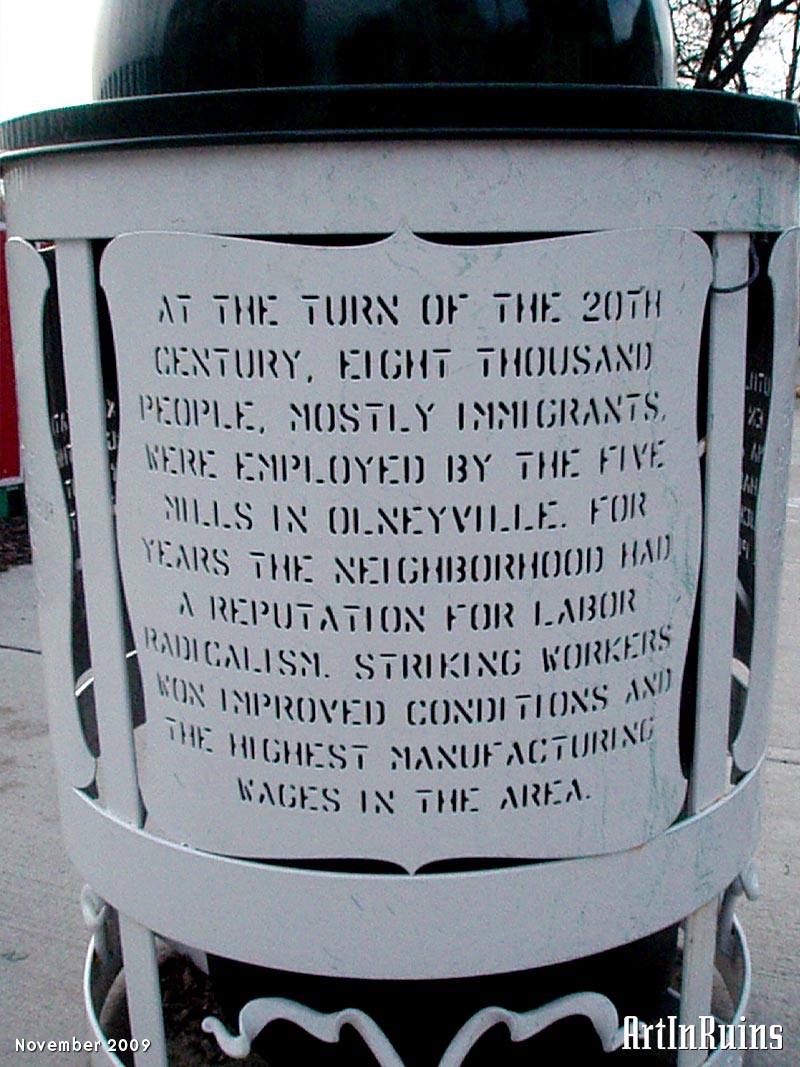 AT THE TURN OF THE 20TH
CENTURY, EIGHT THOUSAND
PEOPLE, MOSTLY IMMIGRANTS,
WERE EMPLOYED BY THE FIVE
MILLS IN OLNEYVILLE. FOR
YEARS THE NEIGHBORHOOD HAD
A REPUTATION FOR LABOR
RADICALISM. STRIKING WORKERS
WON IMPROVED CONDITIONS AND
THE HIGHEST MANUFACTURING
WAGES IN THE AREA.
November 2009
ArtInRuins